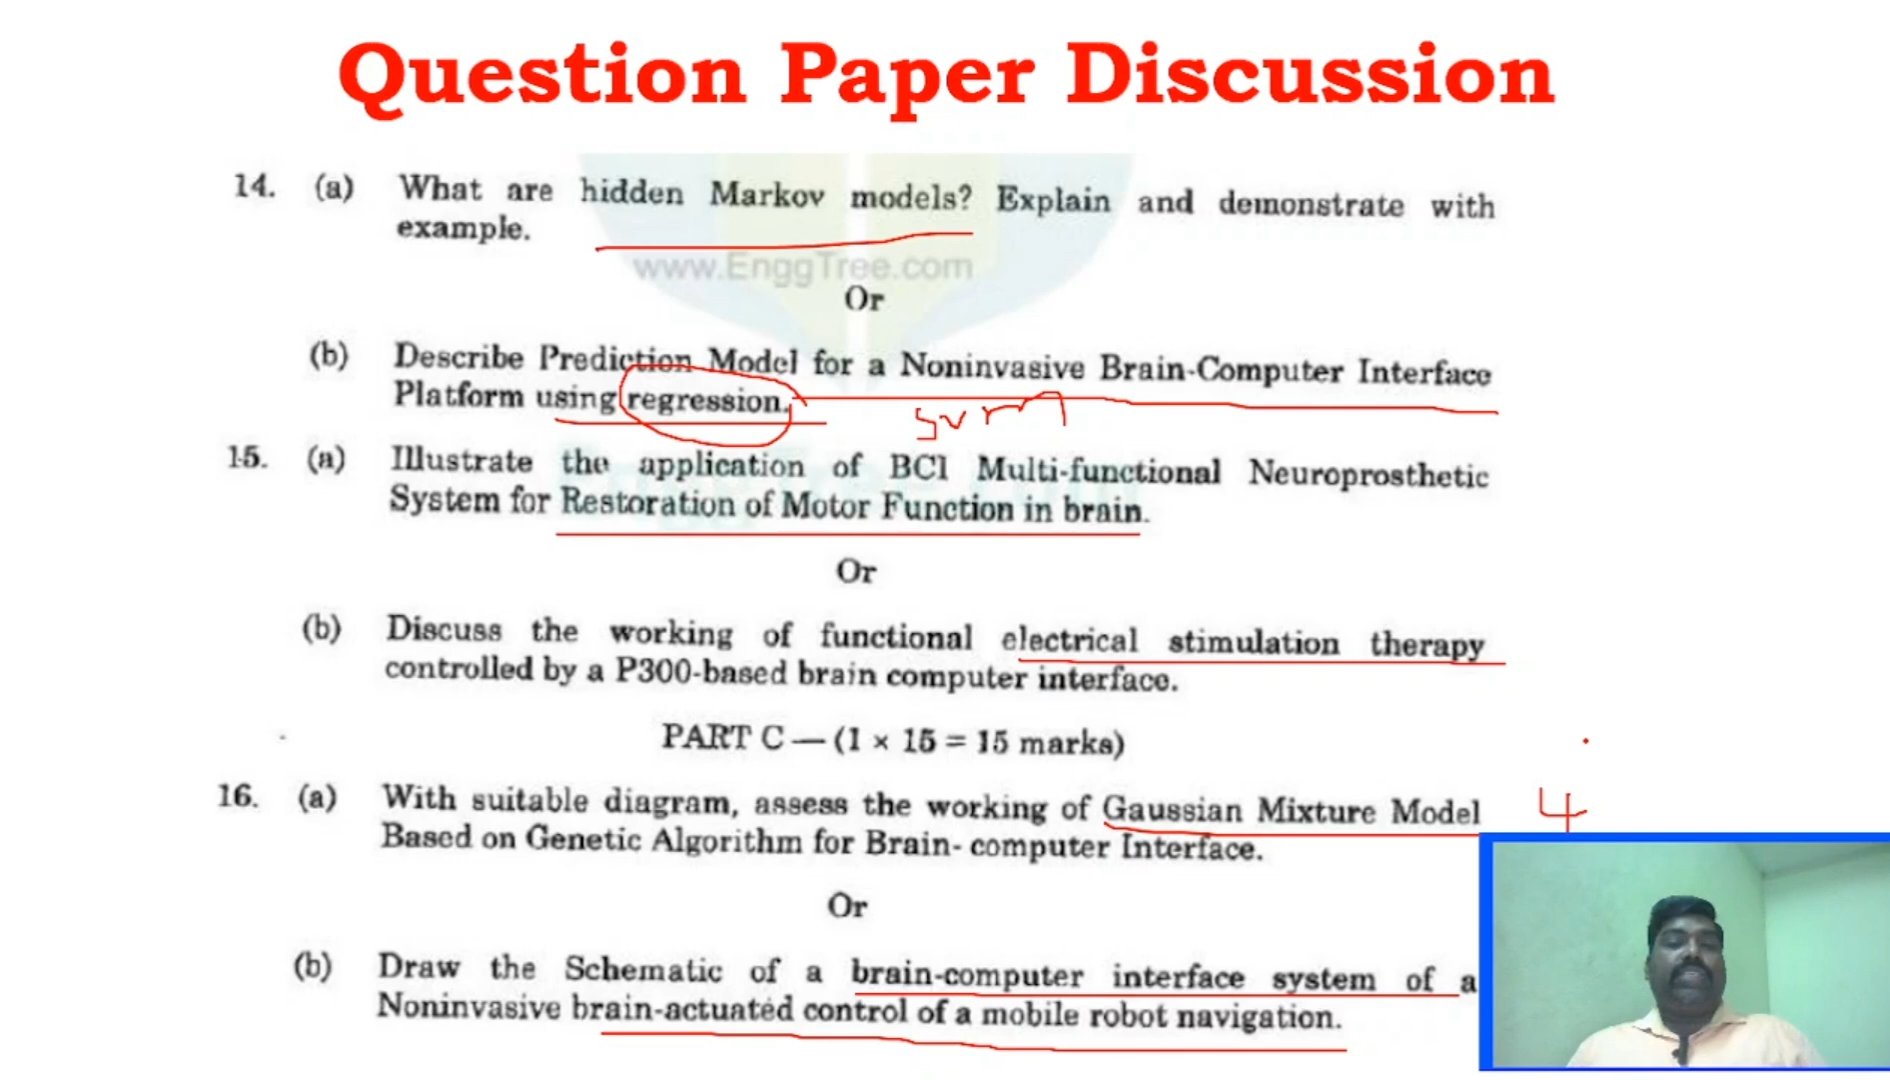 Question Paper Discussion
14. (a) What are hidden Markov models? Explain and demonstrate with
example.
www.EnggTree.com
Or
(b) Describe Prediction Model for a Noninvasive Brain-Computer Interface
Platform using regression.
svm
15. (a) Illustrate the application of BCI Multi-functional Neuroprosthetic
System for Restoration of Motor Function in brain.
Or
(b) Discuss the working of functional electrical stimulation therapy
controlled by a P300-based brain computer interface.
PART C — (1 × 15 = 15 marks)
16. (a) With suitable diagram, assess the working of Gaussian Mixture Model 4
Based on Genetic Algorithm for Brain- computer Interface.
Or
(b) Draw the Schematic of a brain-computer interface system of a
Noninvasive brain-actuated control of a mobile robot navigation.